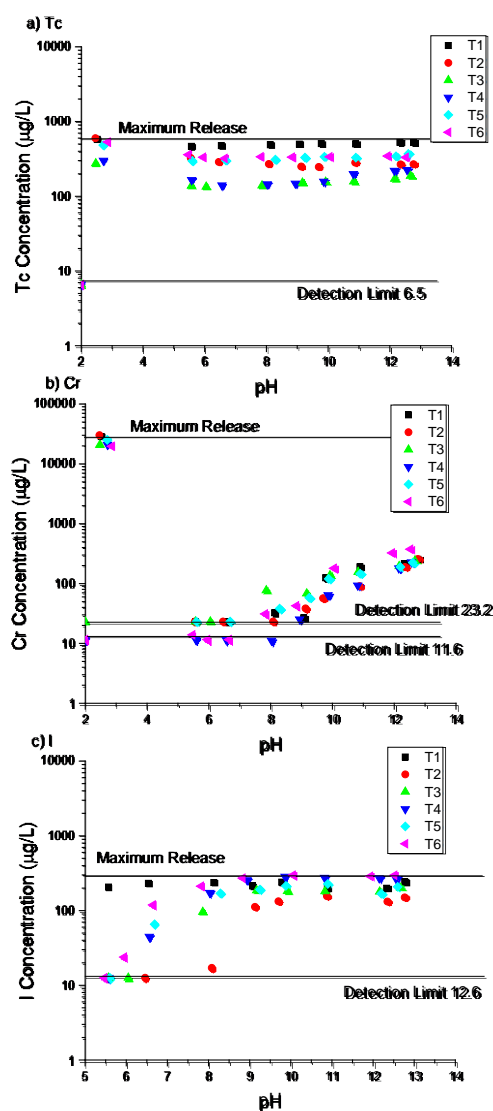 a) Tc
T1
T2
T3
T4
T5
T6
Maximum Release
Detection Limit 6.5
Tc Concentration (µg/L)
10000
1000
100
10
1
2 4 6 8 10 12 14
pH
b) Cr
T1
T2
T3
T4
T5
T6
Maximum Release
Detection Limit 23.2
Detection Limit 11.6
Cr Concentration (µg/L)
100000
10000
1000
100
10
1
2 4 6 8 10 12 14
pH
c) I
T1
T2
T3
T4
T5
T6
Maximum Release
Detection Limit 12.6
I Concentration (µg/L)
10000
1000
100
10
1
5 6 7 8 9 10 11 12 13 14
pH